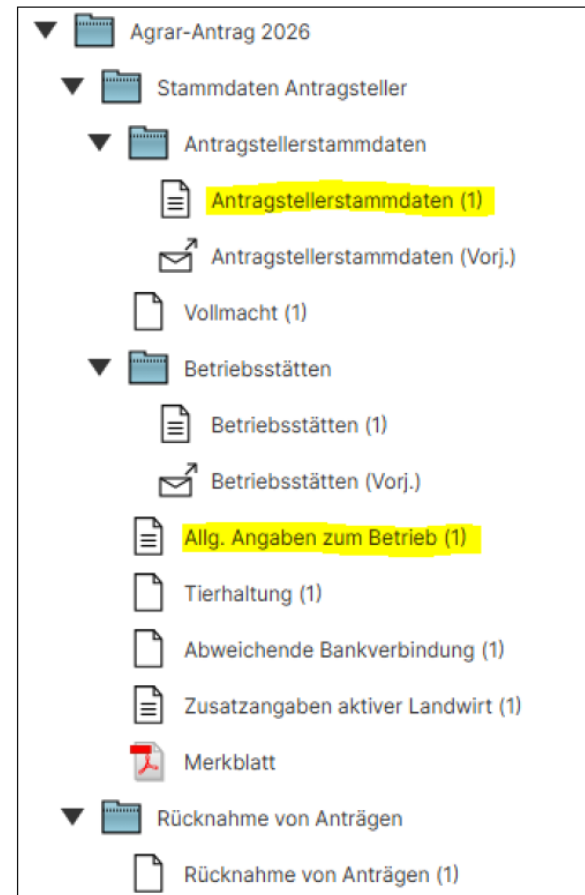 Agrar-Antrag 2026
Stammdaten Antragsteller
Antragstellerstammdaten
Antragstellerstammdaten (1)
Antragstellerstammdaten (Vorj.)
Vollmacht (1)
Betriebsstätten
Betriebsstätten (1)
Betriebsstätten (Vorj.)
Allg. Angaben zum Betrieb (1)
Tierhaltung (1)
Abweichende Bankverbindung (1)
Zusatzangaben aktiver Landwirt (1)
Merkblatt
Rücknahme von Anträgen
Rücknahme von Anträgen (1)